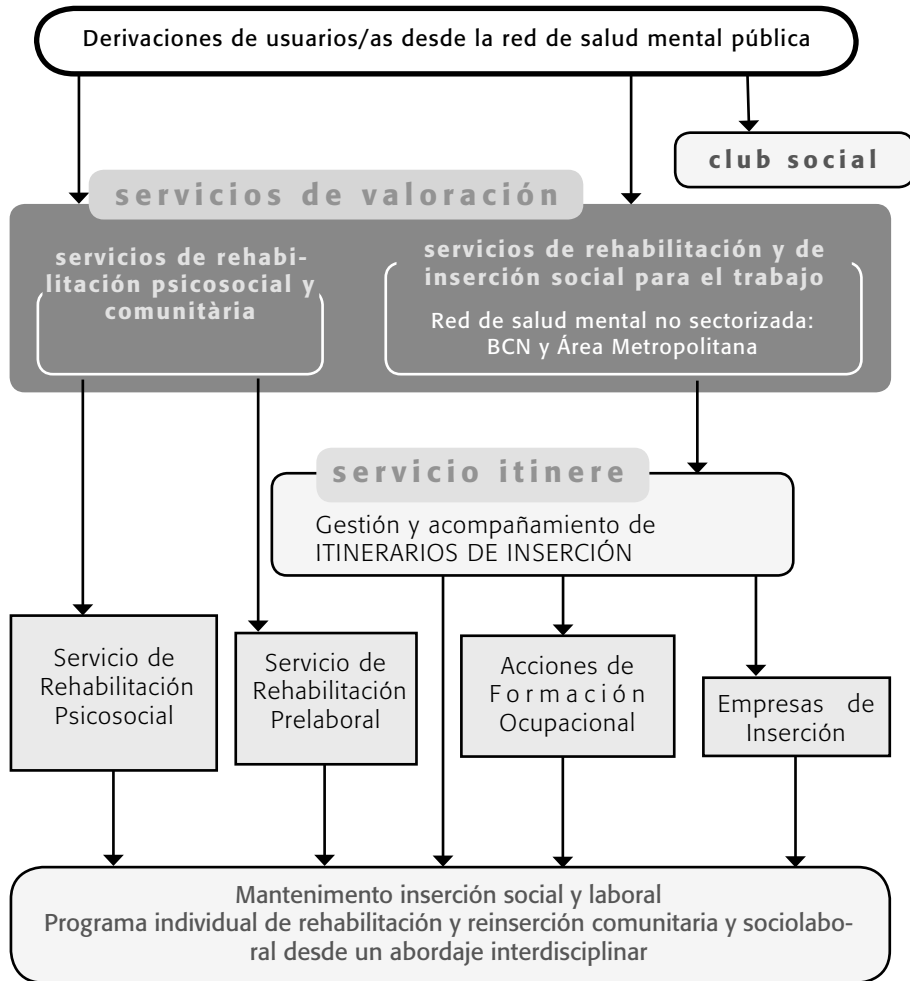 Derivaciones de usuarios/as desde la red de salud mental pública
club social
servicios de valoración
servicios de rehabi-
litación psicosocial y
comunitària
servicios de rehabilitación y de
inserción social para el trabajo
Red de salud mental no sectorizada:
BCN y Área Metropolitana
servicio itinere
Gestión y acompañamiento de
ITINERARIOS DE INSERCIÓN
Servicio de
Rehabilitación
Psicosocial
Servicio de
Rehabilitación
Prelaboral
Acciones de
Formación
Ocupacional
Empresas de
Inserción
Mantenimento inserción social y laboral
Programa individual de rehabilitación y reinserción comunitaria y sociolabo-
ral desde un abordaje interdisciplinar